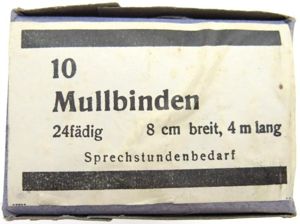 10
Mullbinden
24fädig 8 cm breit, 4 m lang
Sprechstundenbedarf